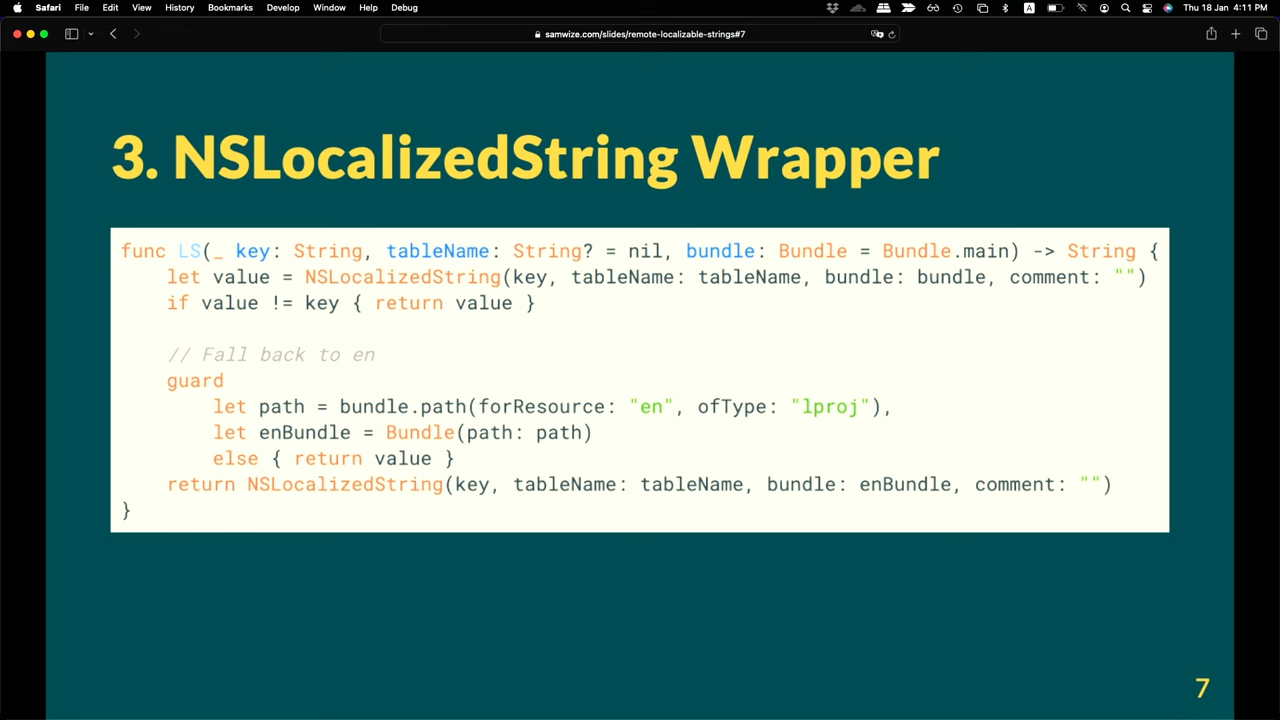 Safari File Edit View History Bookmarks Develop Window Help Debug
A
Thu 18 Jan 4:11 PM
samwize.com/slides/remote-localizable-strings#7
3. NSLocalizedString Wrapper
func LS(_ key: String, tableName: String? = nil, bundle: Bundle = Bundle.main) -> String {
    let value = NSLocalizedString(key, tableName: tableName, bundle: bundle, comment: "")
    if value != key { return value }
    // Fall back to en
    guard
        let path = bundle.path(forResource: "en", ofType: "lproj"),
        let enBundle = Bundle(path: path)
        else { return value }
    return NSLocalizedString(key, tableName: tableName, bundle: enBundle, comment: "")
}
7